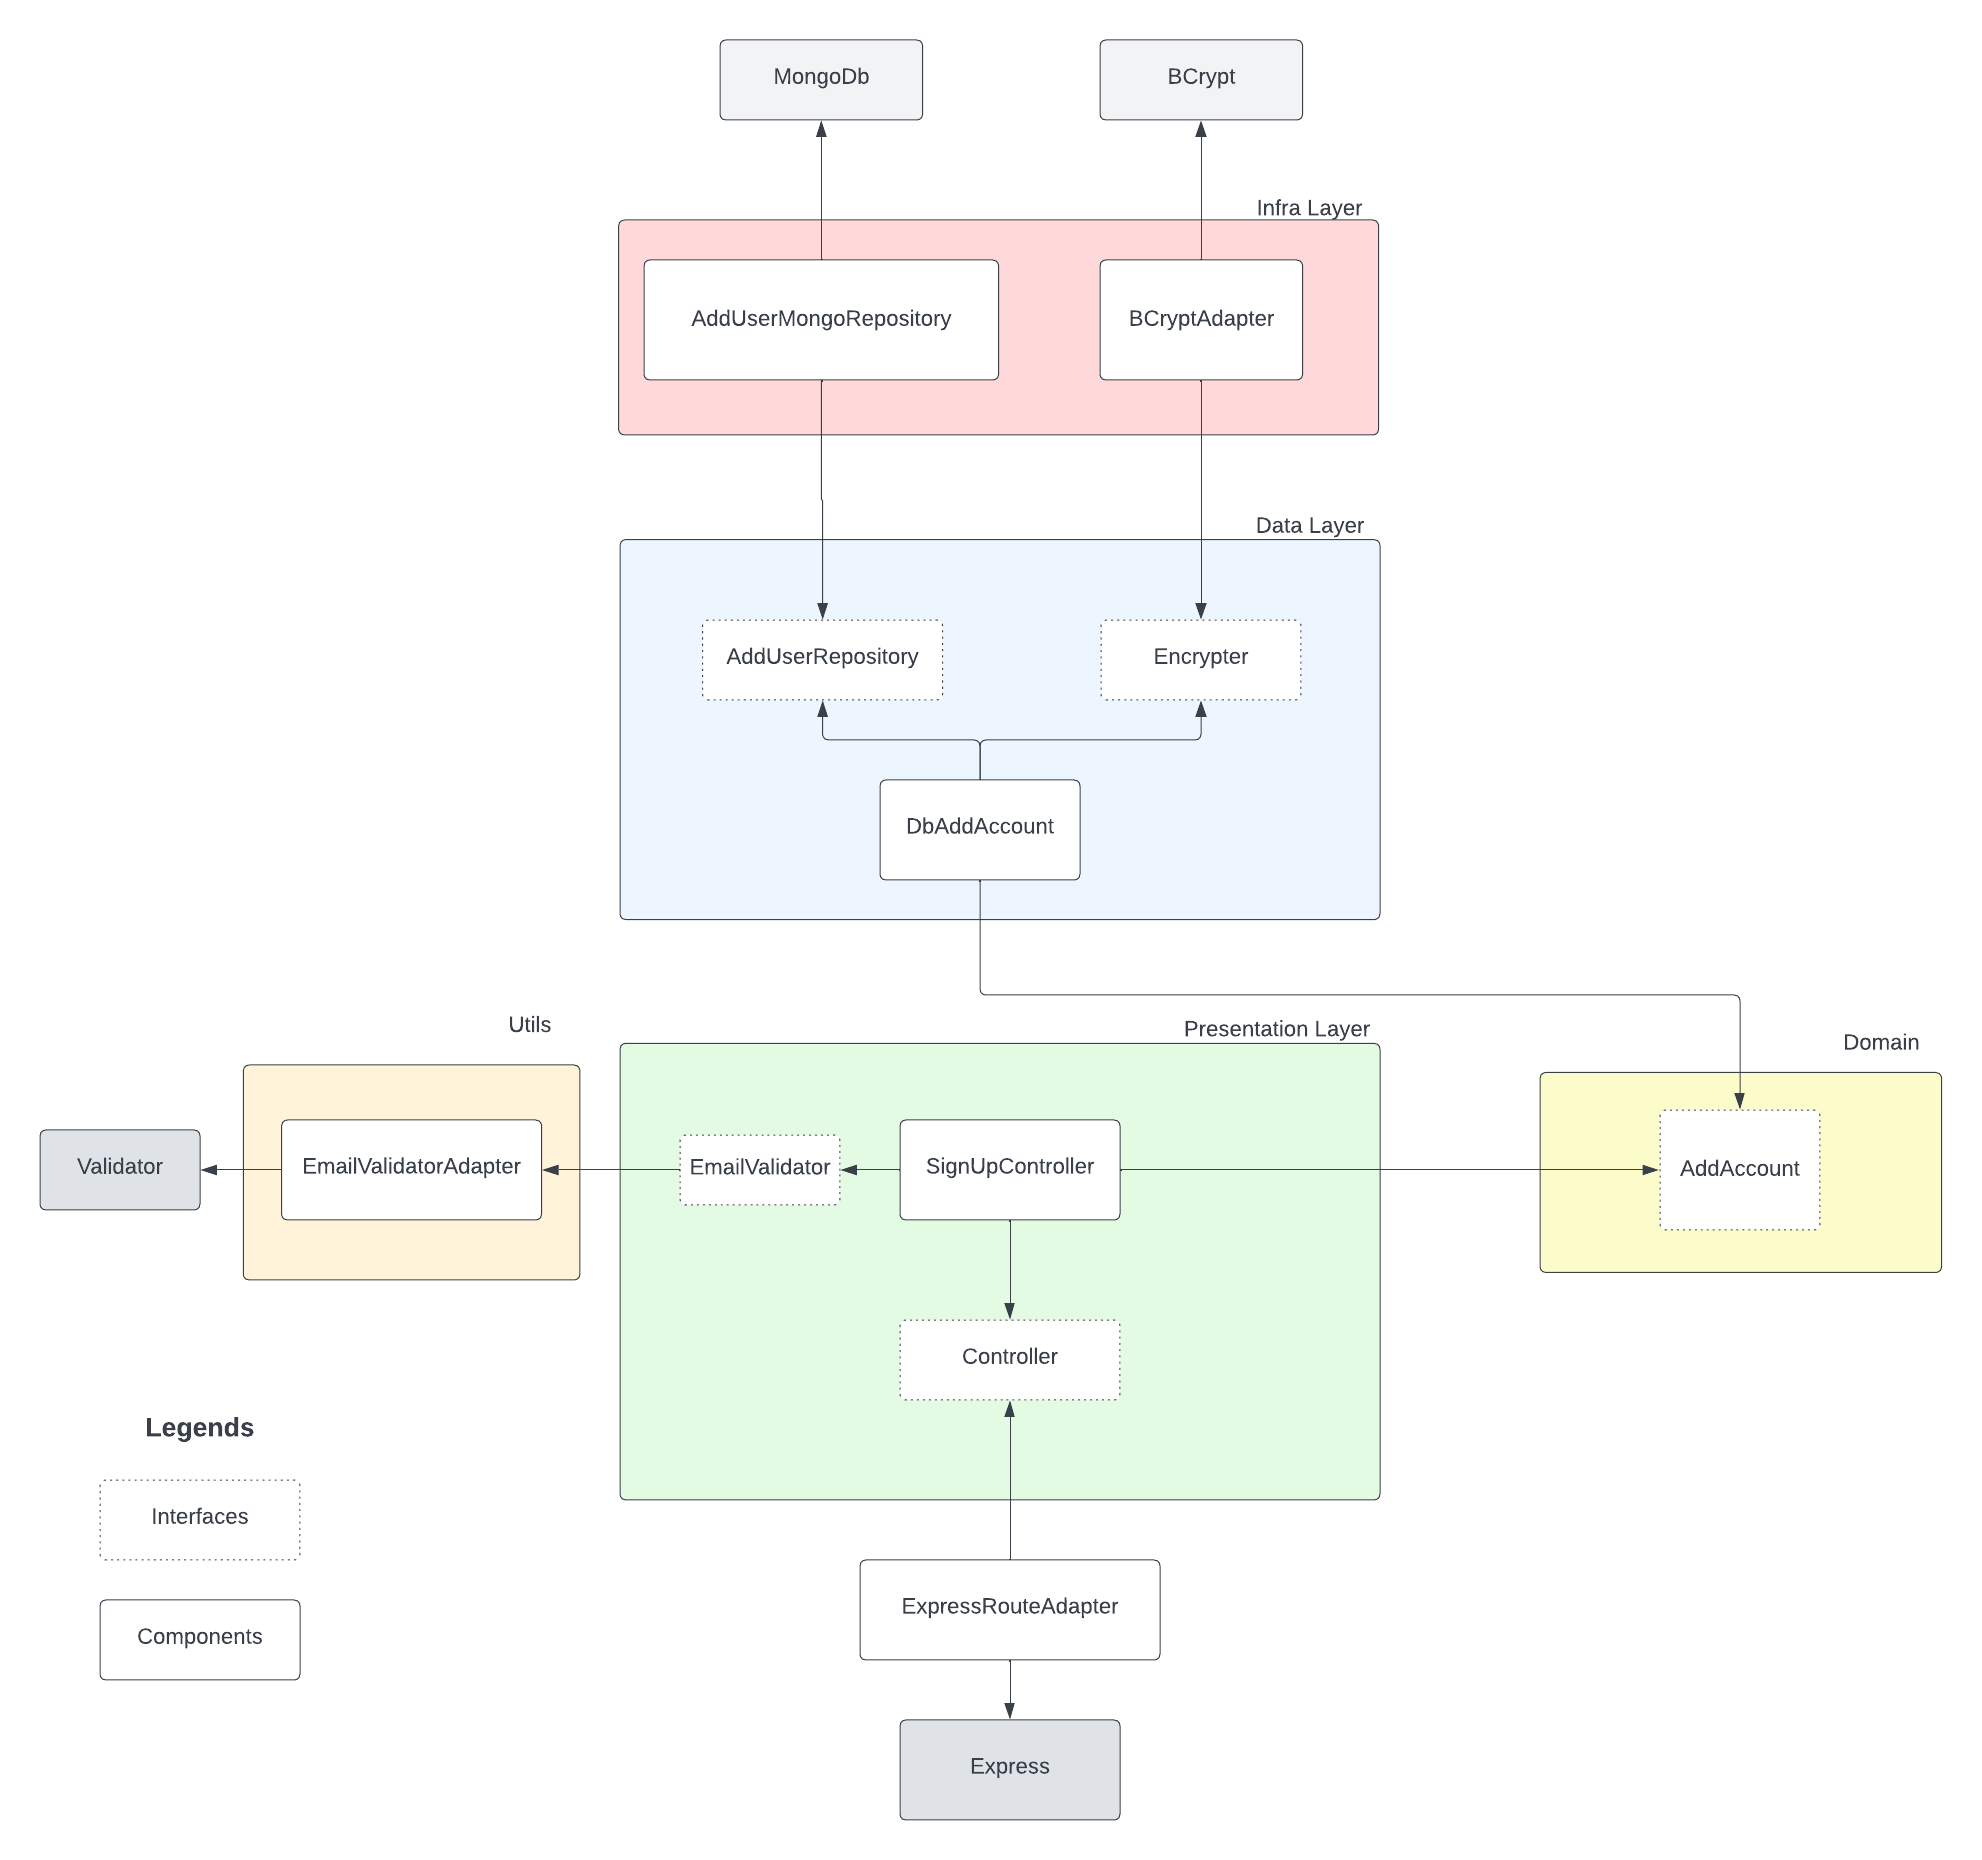 MongoDb
BCrypt
Infra Layer
AddUserMongoRepository
BCryptAdapter
Data Layer
AddUserRepository
Encrypter
DbAddAccount
Utils
Presentation Layer
Domain
Validator
EmailValidatorAdapter
EmailValidator
SignUpController
AddAccount
Controller
Legends
Interfaces
ExpressRouteAdapter
Components
Express